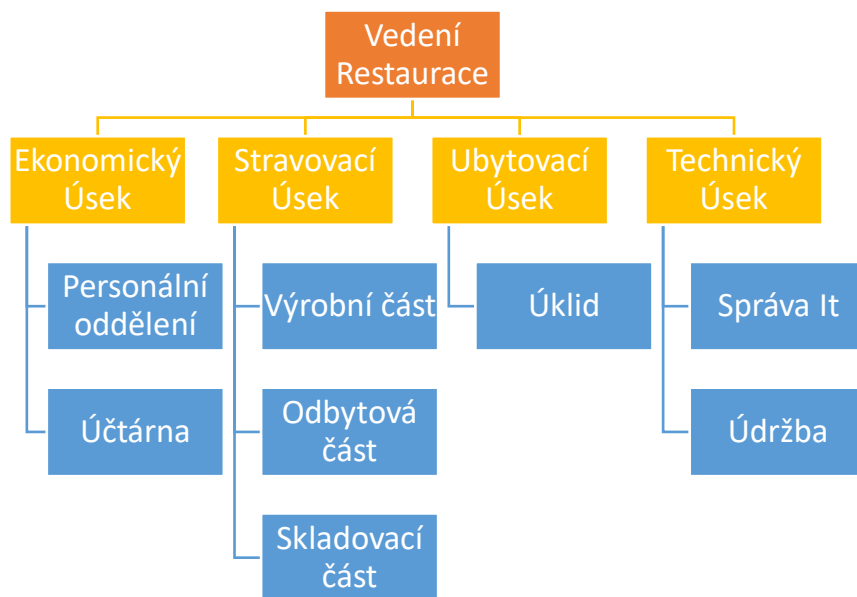 Vedení
Restaurace
Ekonomický
Úsek
Stravovací
Úsek
Ubytovací
Úsek
Technický
Úsek
Personální
oddělení
Výrobní část
Úklid
Správa It
Účtárna
Odbytová
část
Údržba
Skladovací
část